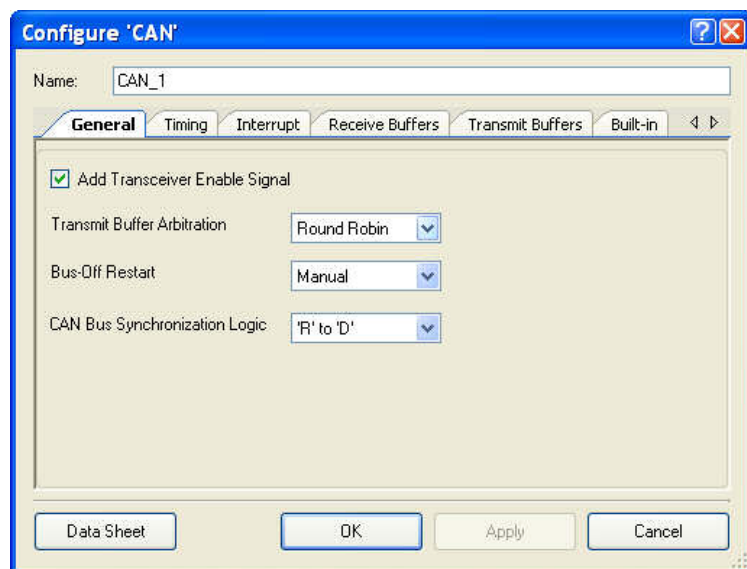 Configure 'CAN'
Name: CAN_1
General Timing Interrupt Receive Buffers Transmit Buffers Built-in
Add Transceiver Enable Signal
Transmit Buffer Arbitration Round Robin
Bus-Off Restart Manual
CAN Bus Synchronization Logic 'R' to 'D'
Data Sheet OK Apply Cancel